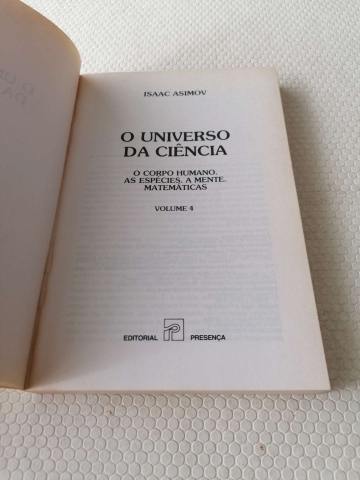 ISAAC ASIMOV
O UNIVERSO
DA CIÊNCIA
O CORPO HUMANO.
AS ESPÉCIES. A MENTE.
MATEMÁTICAS
VOLUME 4
EDITORIAL PRESENÇA